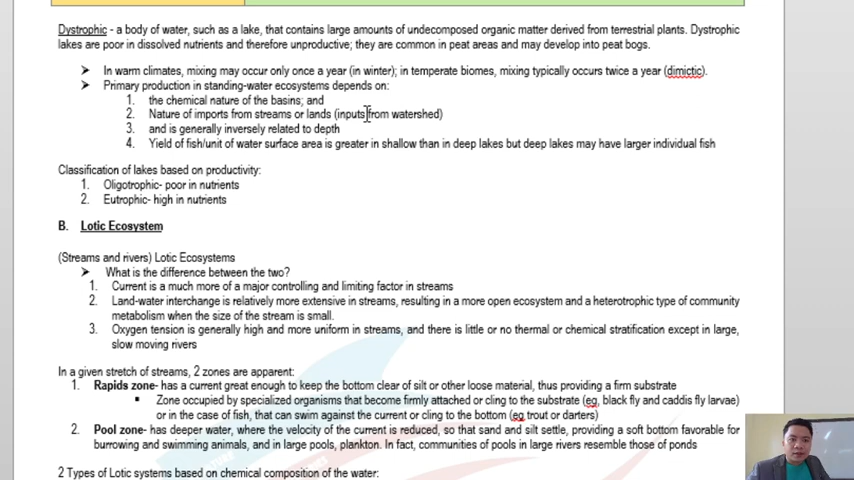 Dystrophic - a body of water, such as a lake, that contains large amounts of undecomposed organic matter derived from terrestrial plants. Dystrophic
lakes are poor in dissolved nutrients and therefore unproductive; they are common in peat areas and may develop into peat bogs.
➤ In warm climates, mixing may occur only once a year (in winter); in temperate biomes, mixing typically occurs twice a year (dimictic).
➤ Primary production in standing-water ecosystems depends on:
1. the chemical nature of the basins; and
2. Nature of imports from streams or lands (inputs from watershed)
3. and is generally inversely related to depth
4. Yield of fish/unit of water surface area is greater in shallow than in deep lakes but deep lakes may have larger individual fish
Classification of lakes based on productivity:
1. Oligotrophic- poor in nutrients
2. Eutrophic- high in nutrients
B. Lotic Ecosystem
(Streams and rivers) Lotic Ecosystems
➤ What is the difference between the two?
1. Current is a much more of a major controlling and limiting factor in streams
2. Land-water interchange is relatively more extensive in streams, resulting in a more open ecosystem and a heterotrophic type of community
metabolism when the size of the stream is small.
3. Oxygen tension is generally high and more uniform in streams, and there is little or no thermal or chemical stratification except in large,
slow moving rivers
In a given stretch of streams, 2 zones are apparent:
1. Rapids zone- has a current great enough to keep the bottom clear of silt or other loose material, thus providing a firm substrate
▪ Zone occupied by specialized organisms that become firmly attached or cling to the substrate (eg, black fly and caddis fly larvae)
or in the case of fish, that can swim against the current or cling to the bottom (eg trout or darters)
2. Pool zone- has deeper water, where the velocity of the current is reduced, so that sand and silt settle, providing a soft bottom favorable for
burrowing and swimming animals, and in large pools, plankton. In fact, communities of pools in large rivers resemble those of ponds
2 Types of Lotic systems based on chemical composition of the water: